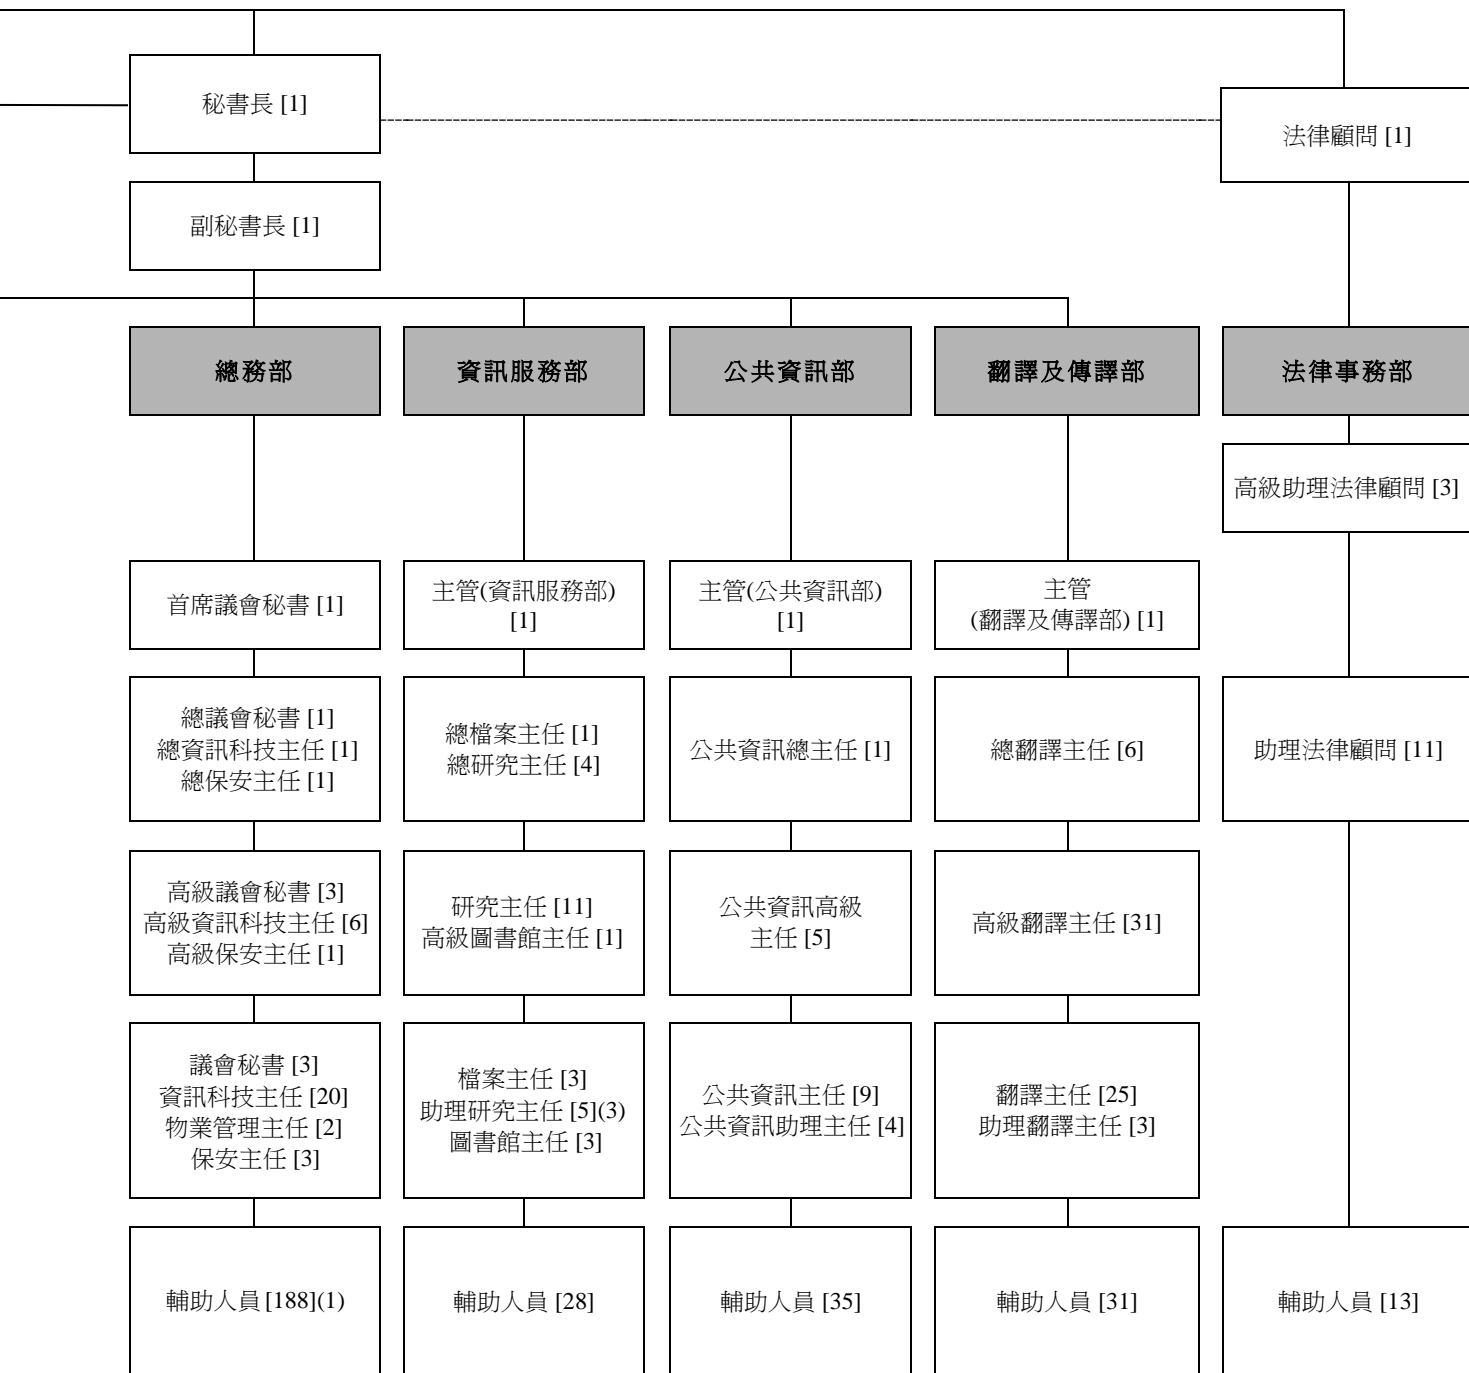 秘書長 [1]
法律顧問 [1]
副秘書長 [1]
總務部
資訊服務部
公共資訊部
翻譯及傳譯部
法律事務部
高級助理法律顧問 [3]
首席議會秘書 [1]
主管(資訊服務部)
[1]
主管(公共資訊部)
[1]
主管
(翻譯及傳譯部) [1]
總議會秘書 [1]
總資訊科技主任 [1]
總保安主任 [1]
總檔案主任 [1]
總研究主任 [4]
公共資訊總主任 [1]
總翻譯主任 [6]
助理法律顧問 [11]
高級議會秘書 [3]
高級資訊科技主任 [6]
高級保安主任 [1]
研究主任 [11]
高級圖書館主任 [1]
公共資訊高級
主任 [5]
高級翻譯主任 [31]
議會秘書 [3]
資訊科技主任 [20]
物業管理主任 [2]
保安主任 [3]
檔案主任 [3]
助理研究主任 [5](3)
圖書館主任 [3]
公共資訊主任 [9]
公共資訊助理主任 [4]
翻譯主任 [25]
助理翻譯主任 [3]
輔助人員 [188](1)
輔助人員 [28]
輔助人員 [35]
輔助人員 [31]
輔助人員 [13]